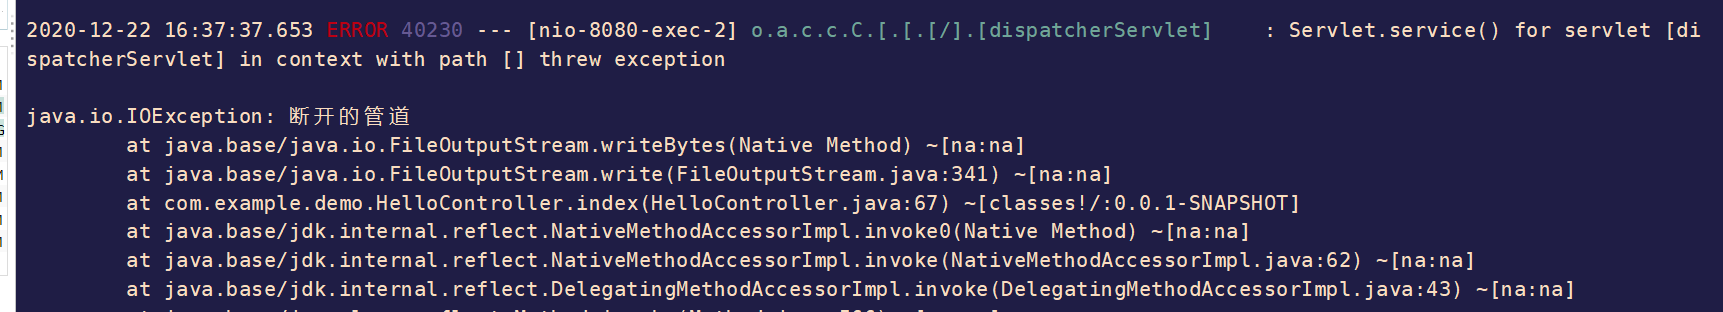 2020-12-22 16:37:37.653 ERROR 40230 --- [nio-8080-exec-2] o.a.c.c.C.[.[.[/].[dispatcherServlet]    : Servlet.service() for servlet [di
spatcherServlet] in context with path [] threw exception
java.io.IOException: 断开的管道
at java.base/java.io.FileOutputStream.writeBytes(Native Method) ~[na:na]
at java.base/java.io.FileOutputStream.write(FileOutputStream.java:341) ~[na:na]
at com.example.demo.HelloController.index(HelloController.java:67) ~[classes!/:0.0.1-SNAPSHOT]
at java.base/jdk.internal.reflect.NativeMethodAccessorImpl.invoke0(Native Method) ~[na:na]
at java.base/jdk.internal.reflect.NativeMethodAccessorImpl.invoke(NativeMethodAccessorImpl.java:62) ~[na:na]
at java.base/jdk.internal.reflect.DelegatingMethodAccessorImpl.invoke(DelegatingMethodAccessorImpl.java:43) ~[na:na]